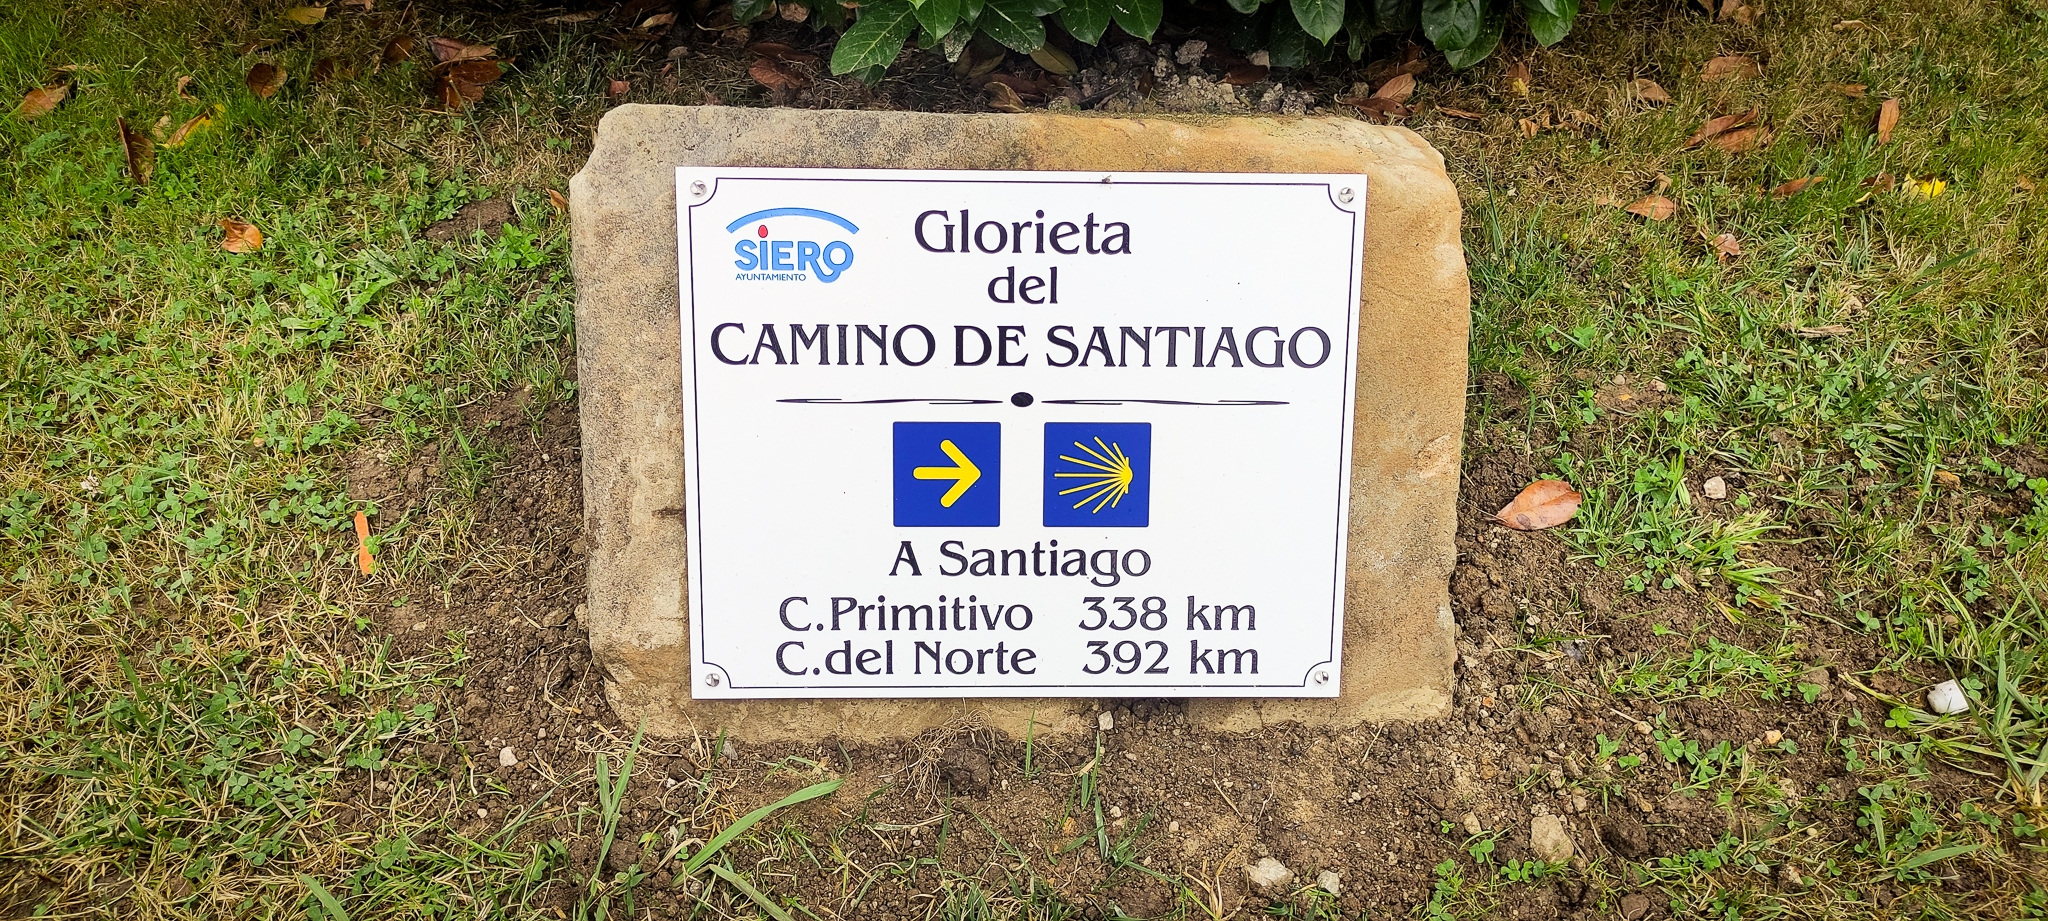 SIERO
AYUNTAMIENTO
Glorieta
del
CAMINO DE SANTIAGO
A Santiago
C.Primitivo 338 km
C.del Norte 392 km